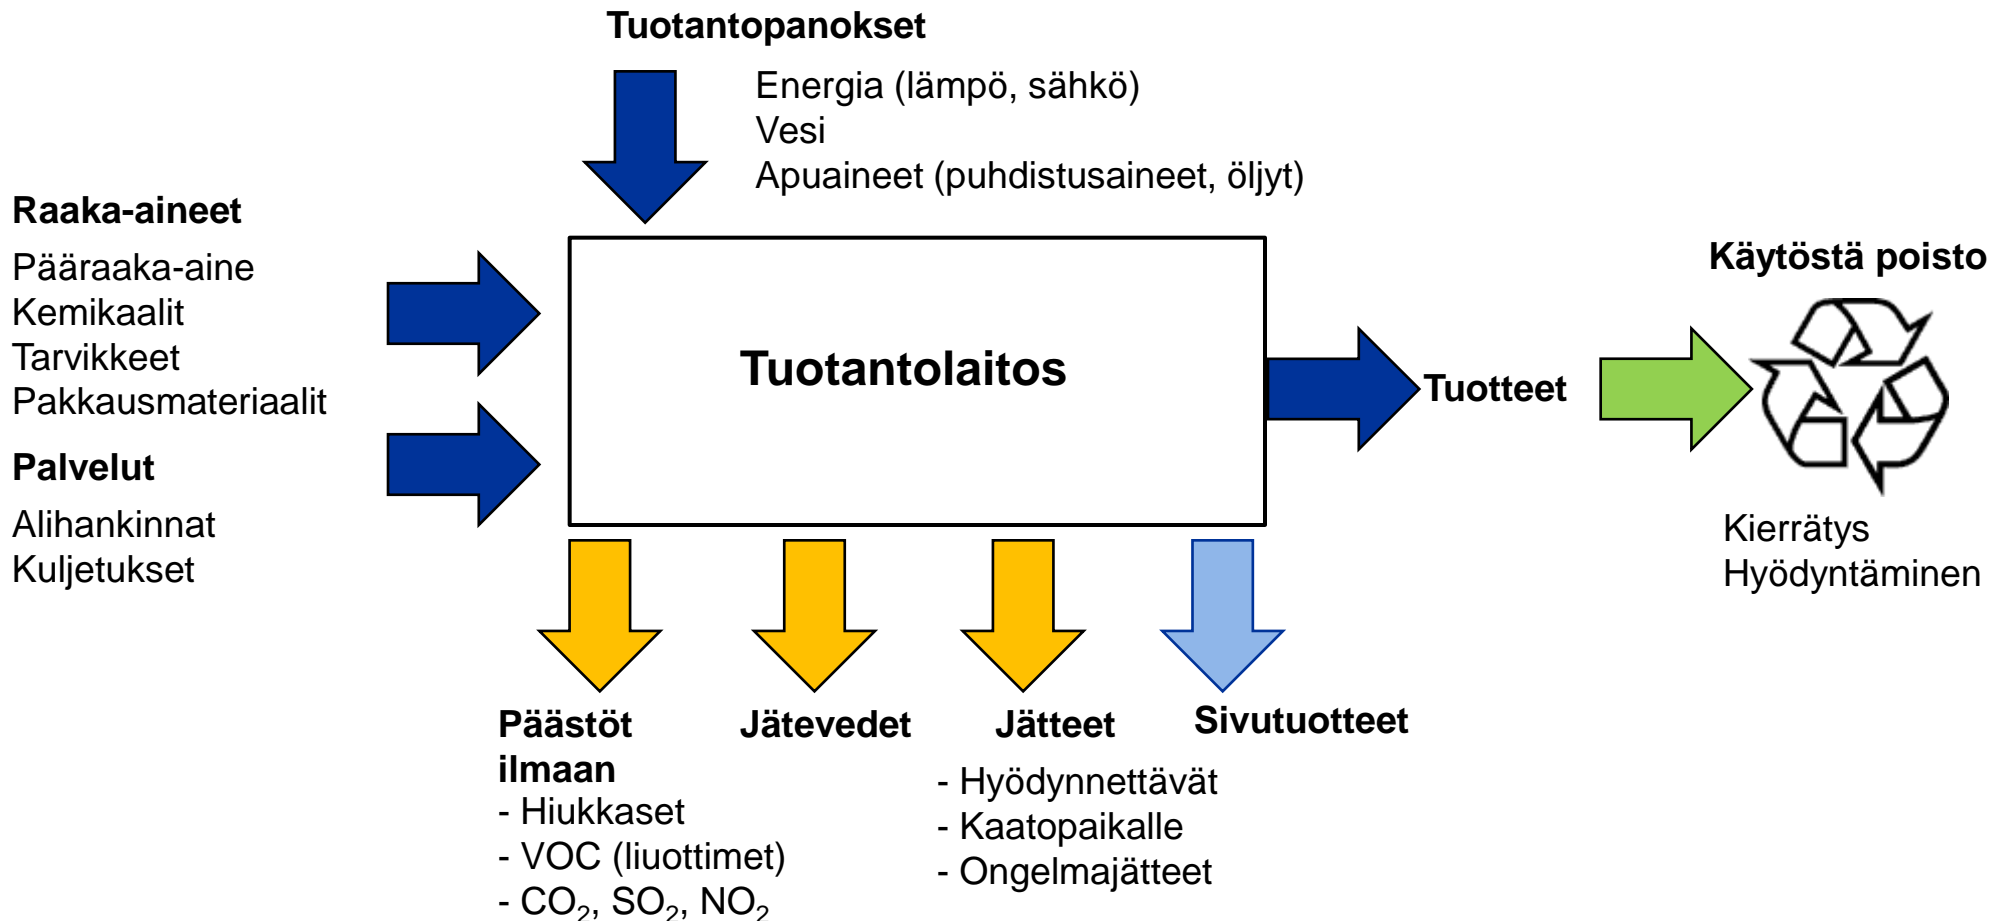 Tuotantopanokset
Energia (lämpö, sähkö)
Vesi
Apuaineet (puhdistusaineet, öljyt)
Raaka-aineet
Pääraaka-aine
Kemikaalit
Tarvikkeet
Pakkausmateriaalit
Palvelut
Alihankinnat
Kuljetukset
Tuotantolaitos
Tuotteet
Käytöstä poisto
Kierrätys
Hyödyntäminen
Päästöt
ilmaan
- Hiukkaset
- VOC (liuottimet)
- CO₂, SO₂, NO₂
Jätevedet
Jätteet
- Hyödynnettävät
- Kaatopaikalle
- Ongelmajätteet
Sivutuotteet